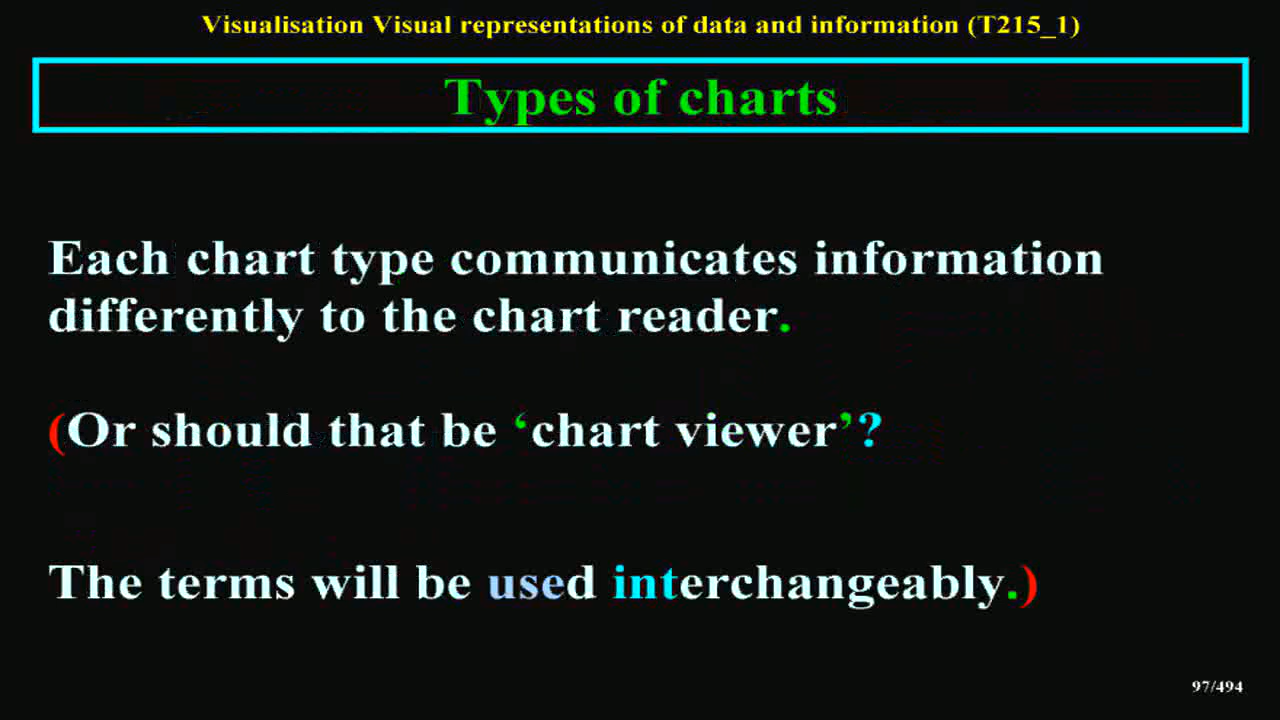 Visualisation Visual representations of data and information (T215_1)
Types of charts
Each chart type communicates information
differently to the chart reader.
(Or should that be ‘chart viewer’?
The terms will be used interchangeably.)
97/494